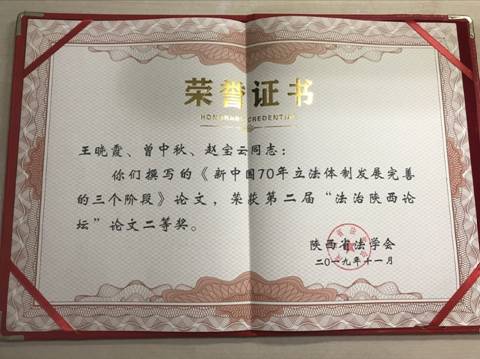 荣誉证书
HONORARY CREDENTIAL
王晓霞、曾中秋、赵宝云同志：
你们撰写的《新中国70年立法体制发展完善
的三个阶段》论文，荣获第二届“法治陕西论
坛”论文二等奖。
陕西省法学会
二〇一九年十一月